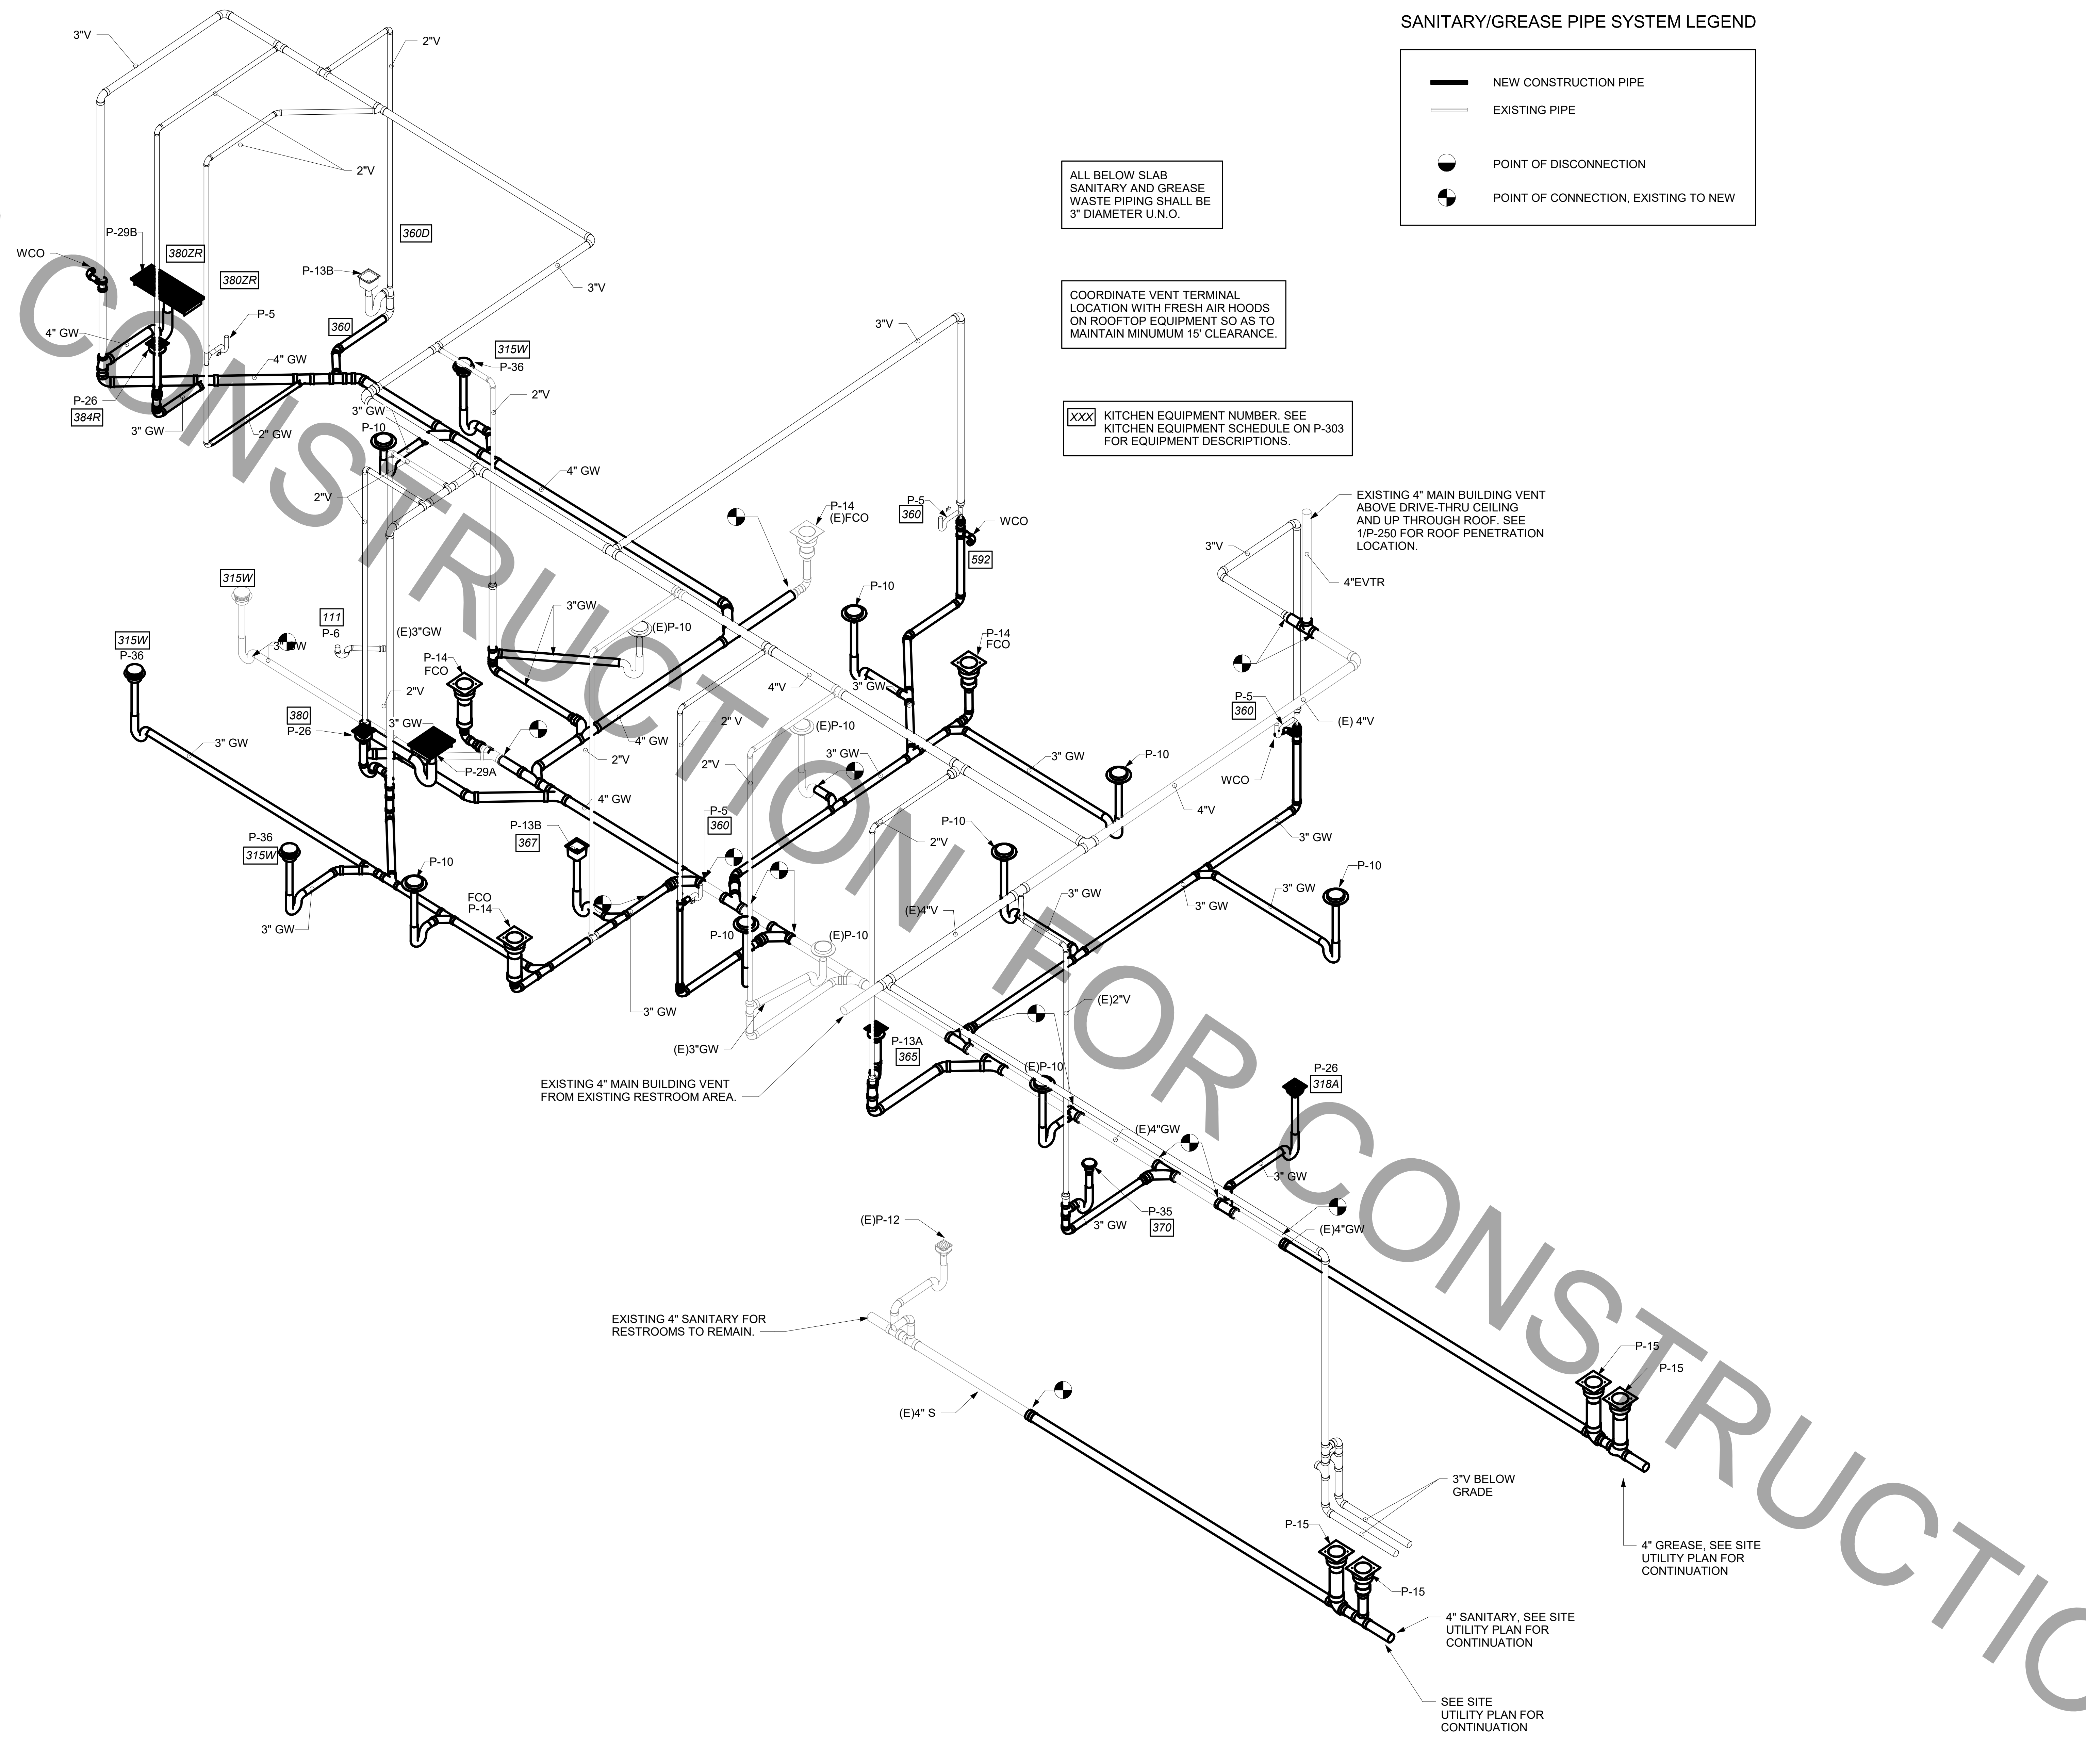 SANITARY/GREASE PIPE SYSTEM LEGEND
NEW CONSTRUCTION PIPE
EXISTING PIPE
POINT OF DISCONNECTION
POINT OF CONNECTION, EXISTING TO NEW
ALL BELOW SLAB
SANITARY AND GREASE
WASTE PIPING SHALL BE
3" DIAMETER U.N.O.
COORDINATE VENT TERMINAL
LOCATION WITH FRESH AIR HOODS
ON ROOFTOP EQUIPMENT SO AS TO
MAINTAIN MINUMUM 15' CLEARANCE.
XXX
KITCHEN EQUIPMENT NUMBER. SEE
KITCHEN EQUIPMENT SCHEDULE ON P-303
FOR EQUIPMENT DESCRIPTIONS.
3"V
2"V
2"V
360D
P-29B
380ZR
WCO
380ZR
P-13B
3"V
P-5
360
4" GW
4" GW
3"V
315W
P-36
P-26
384R
3" GW
2" GW
3" GW
P-10
2"V
4" GW
2"V
P-14
(E)FCO
P-5
360
WCO
592
EXISTING 4" MAIN BUILDING VENT
ABOVE DRIVE-THRU CEILING
AND UP THROUGH ROOF. SEE
1/P-250 FOR ROOF PENETRATION
LOCATION.
3"V
4"EVTR
315W
P-10
111
P-6
(E)3"GW
3"GW
(E)P-10
315W
P-36
3" GW
P-14
FCO
P-14
FCO
4"V
3" GW
2"V
P-5
360
(E) 4"V
380
P-26
3" GW
2" V
(E)P-10
3" GW
4" GW
3" GW
P-29A
2"V
2"V
3" GW
P-10
WCO
4" GW
4"V
P-13B
367
P-5
360
P-10
2"V
3" GW
P-36
315W
P-10
P-10
FCO
P-14
3" GW
3" GW
3" GW
3" GW
(E)4"V
3" GW
P-10
(E)P-10
(E)2"V
3" GW
(E)3"GW
P-13A
365
(E)P-10
P-26
318A
EXISTING 4" MAIN BUILDING VENT
FROM EXISTING RESTROOM AREA.
(E)4"GW
3" GW
P-35
370
3" GW
(E)4"GW
(E)P-12
EXISTING 4" SANITARY FOR
RESTROOMS TO REMAIN.
(E)4" S
P-15
P-15
3"V BELOW
GRADE
P-15
4" GREASE, SEE SITE
UTILITY PLAN FOR
CONTINUATION
P-15
4" SANITARY, SEE SITE
UTILITY PLAN FOR
CONTINUATION
SEE SITE
UTILITY PLAN FOR
CONTINUATION
CONSTRUCTION FOR CONSTRUCTIO